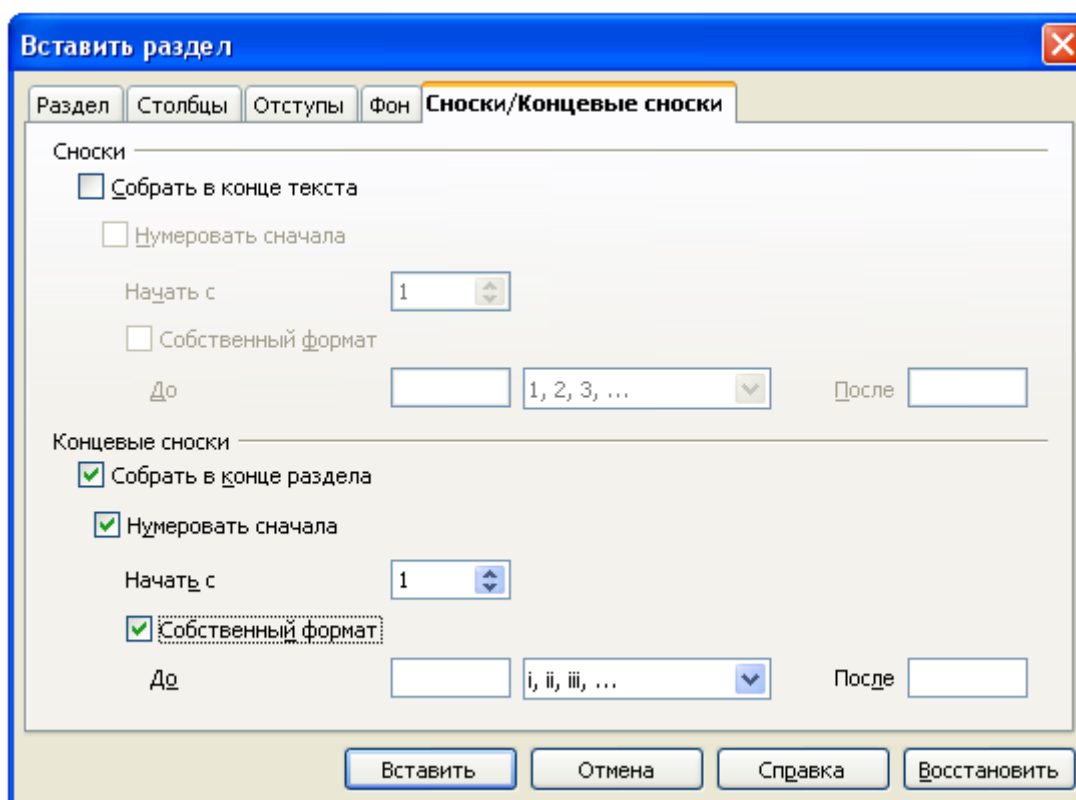 Вставить раздел
Раздел Столбцы Отступы Фон Сноски/Концевые сноски
Сноски
Собрать в конце текста
Нумеровать сначала
Начать с 1
Собственный формат
До 1, 2, 3, ... После
Концевые сноски
Собрать в конце раздела
Нумеровать сначала
Начать с 1
Собственный формат
До i, ii, iii, ... После
Вставить Отмена Справка Восстановить